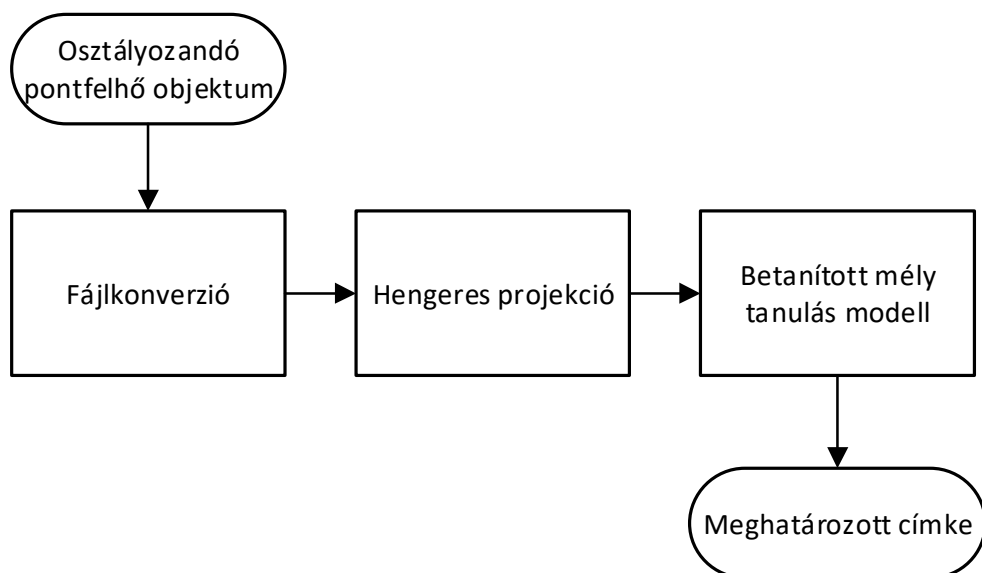 Osztályozandó
pontfelhő objektum
Fájlkonverzió
Hengeres projekció
Betanított mély
tanulás modell
Meghatározott címke